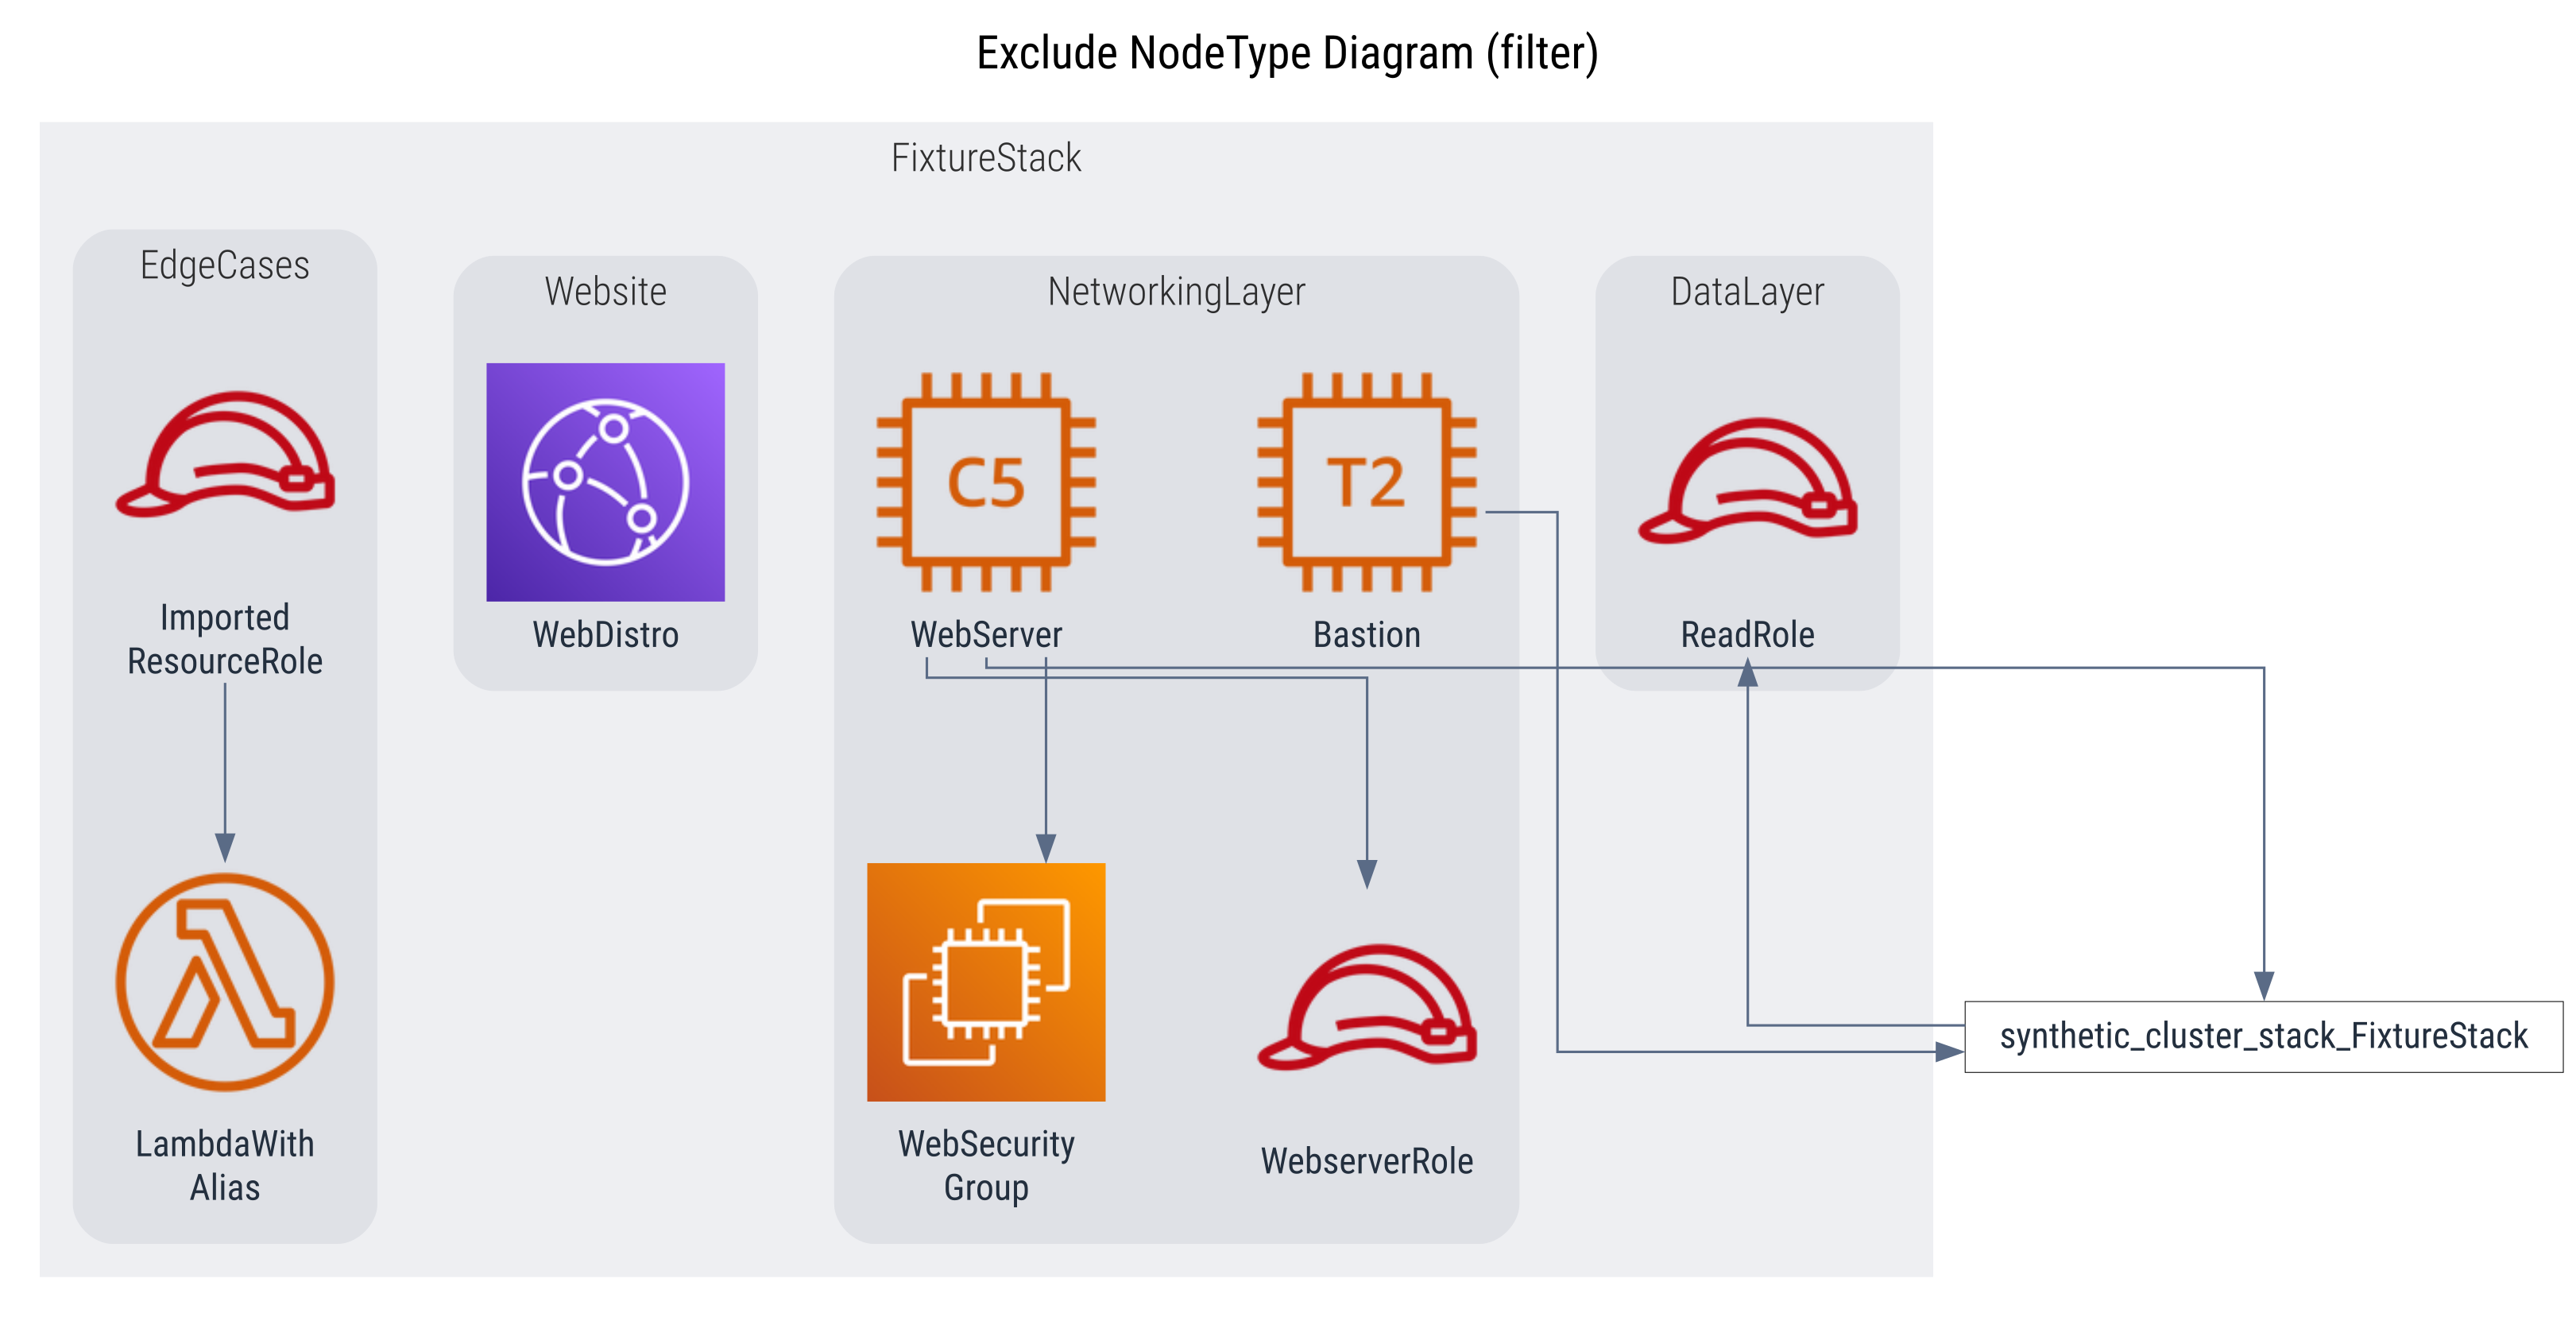 Exclude NodeType Diagram (filter)
FixtureStack
EdgeCases
Imported
ResourceRole
LambdaWith
Alias
Website
WebDistro
NetworkingLayer
C5
WebServer
T2
Bastion
WebSecurity
Group
WebserverRole
DataLayer
ReadRole
synthetic_cluster_stack_FixtureStack